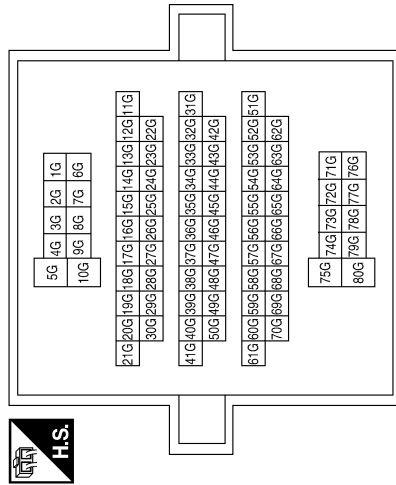 H.S.
5G 4G 3G 2G 1G
10G 9G 8G 7G 6G
21G 20G 19G 18G 17G 16G 15G 14G 13G 12G 11G
30G 29G 28G 27G 26G 25G 24G 23G 22G
41G 40G 39G 38G 37G 36G 35G 34G 33G 32G 31G
50G 49G 48G 47G 46G 45G 44G 43G 42G
61G 60G 59G 58G 57G 56G 55G 54G 53G 52G 51G
70G 69G 68G 67G 66G 65G 64G 63G 62G
75G 74G 73G 72G 71G
80G 79G 78G 77G 76G